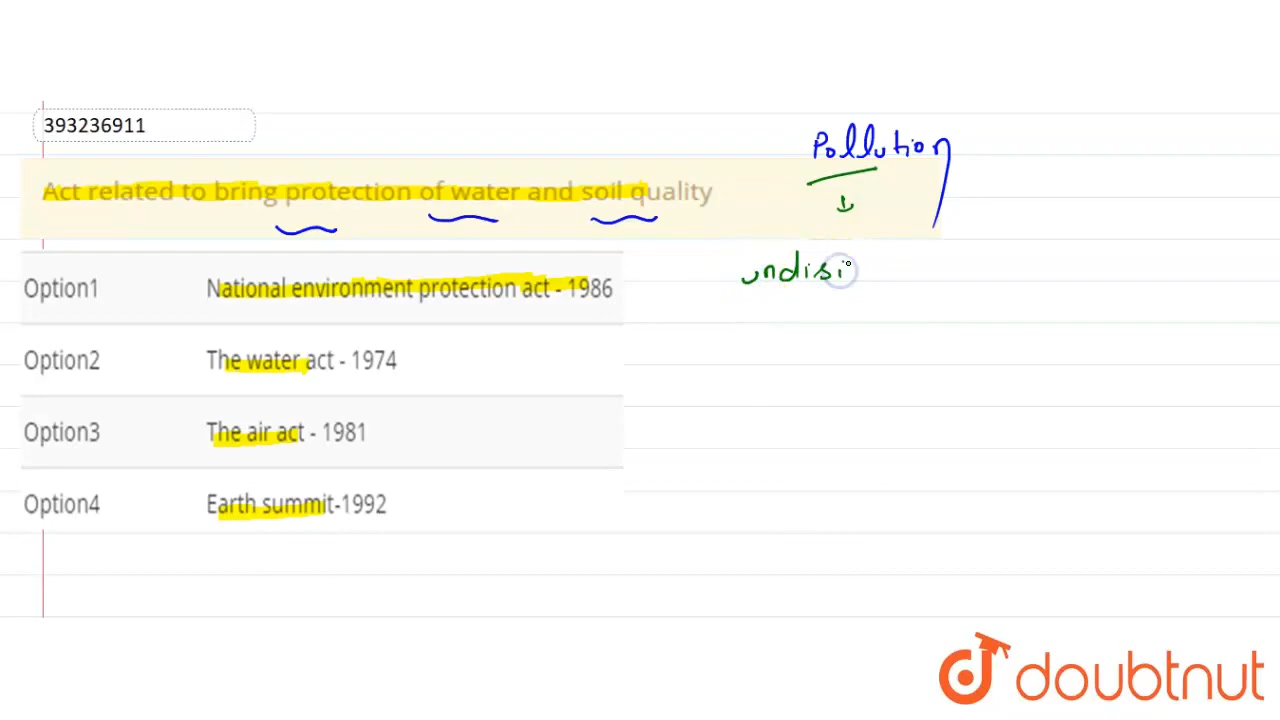 393236911
Pollution
Act related to bring protection of water and soil quality
undisi
Option1 National environment protection act - 1986
Option2 The water act - 1974
Option3 The air act - 1981
Option4 Earth summit-1992
doubtnut